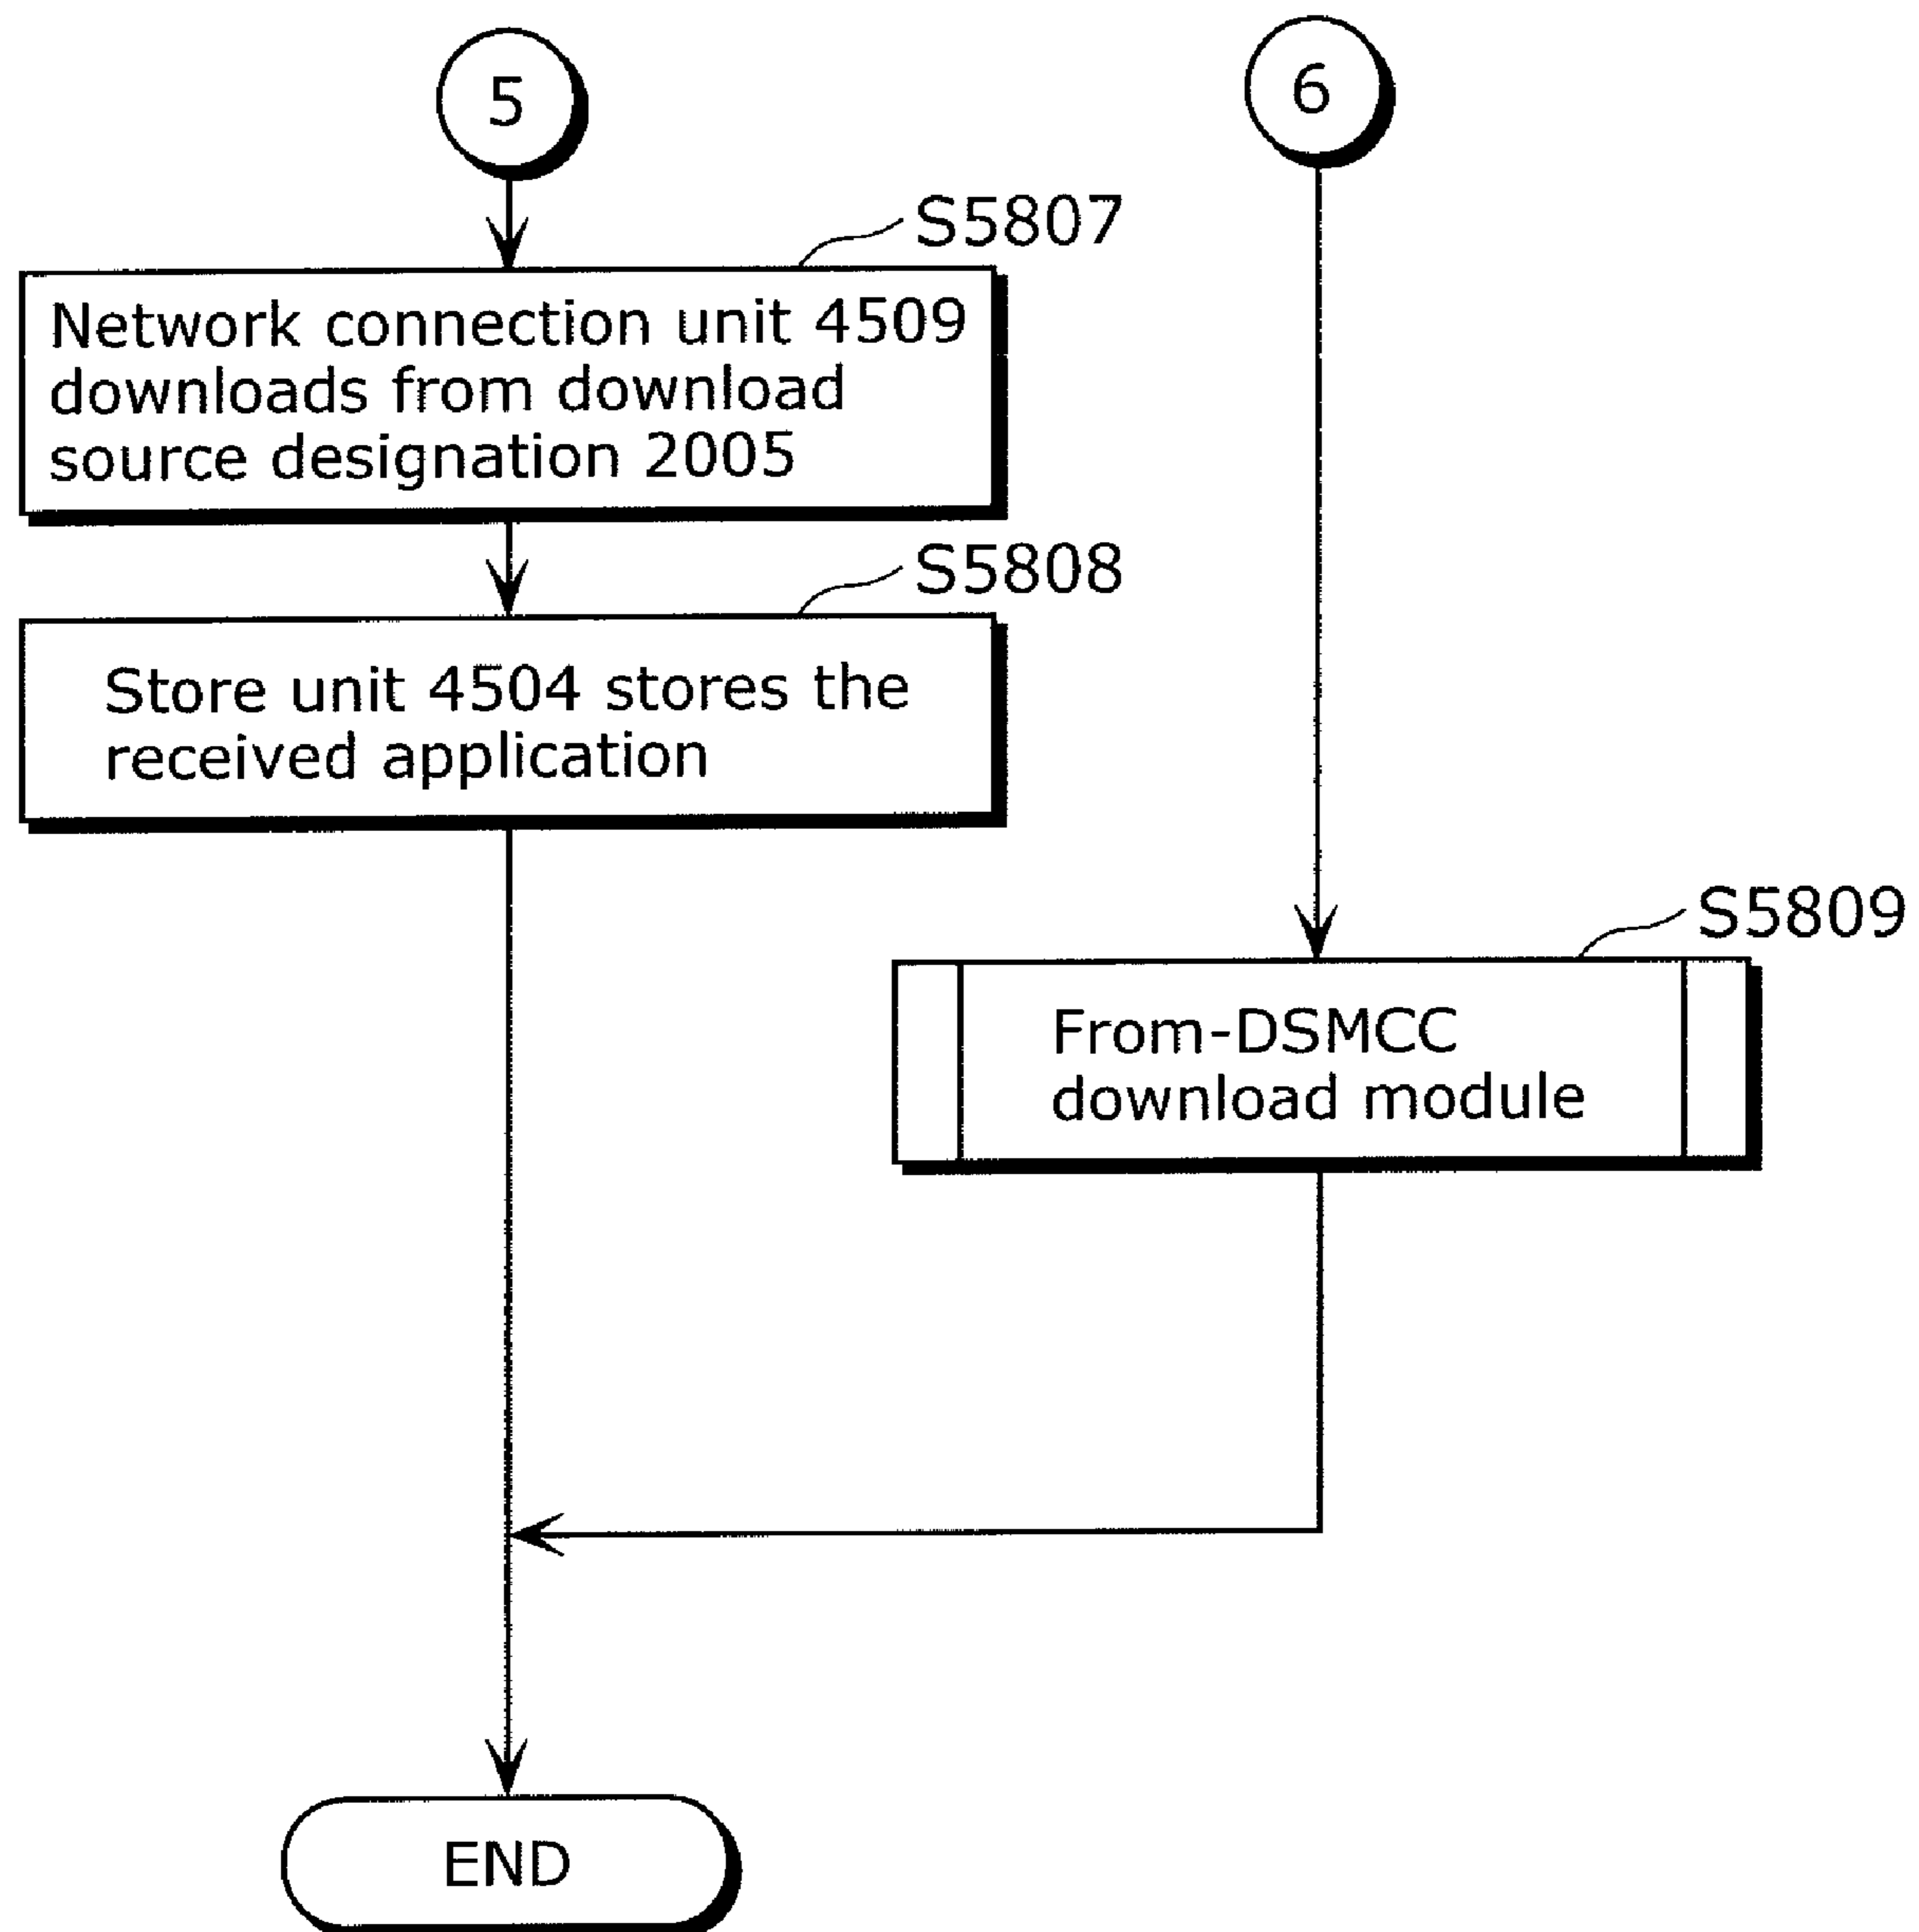 5
6
S5807
Network connection unit 4509
downloads from download
source designation 2005
S5808
Store unit 4504 stores the
received application
S5809
From-DSMCC
download module
END